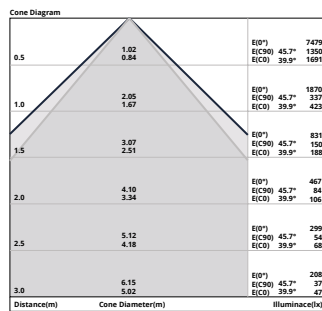 Cone Diagram
1.02 E(0°) 7479
0.5 0.84 E(C90) 45.7° 1350
E(C0) 39.9° 1691
2.05 E(0°) 1870
1.0 1.67 E(C90) 45.7° 337
E(C0) 39.9° 423
3.07 E(0°) 831
1.5 2.51 E(C90) 45.7° 150
E(C0) 39.9° 188
4.10 E(0°) 467
2.0 3.34 E(C90) 45.7° 84
E(C0) 39.9° 106
5.12 E(0°) 299
2.5 4.18 E(C90) 45.7° 54
E(C0) 39.9° 68
6.15 E(0°) 208
3.0 5.02 E(C90) 45.7° 37
E(C0) 39.9° 47
Distance(m) Cone Diameter(m) Illuminace(lx)